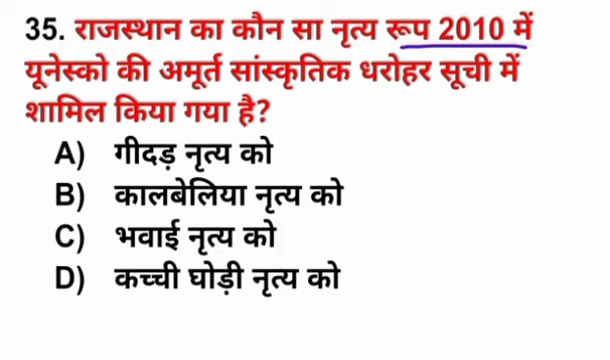 35. राजस्थान का कौन सा नृत्य रूप 2010 में
यूनेस्को की अमूर्त सांस्कृतिक धरोहर सूची में
शामिल किया गया है?
A) गीदड़ नृत्य को
B) कालबेलिया नृत्य को
C) भवाई नृत्य को
D) कच्ची घोड़ी नृत्य को